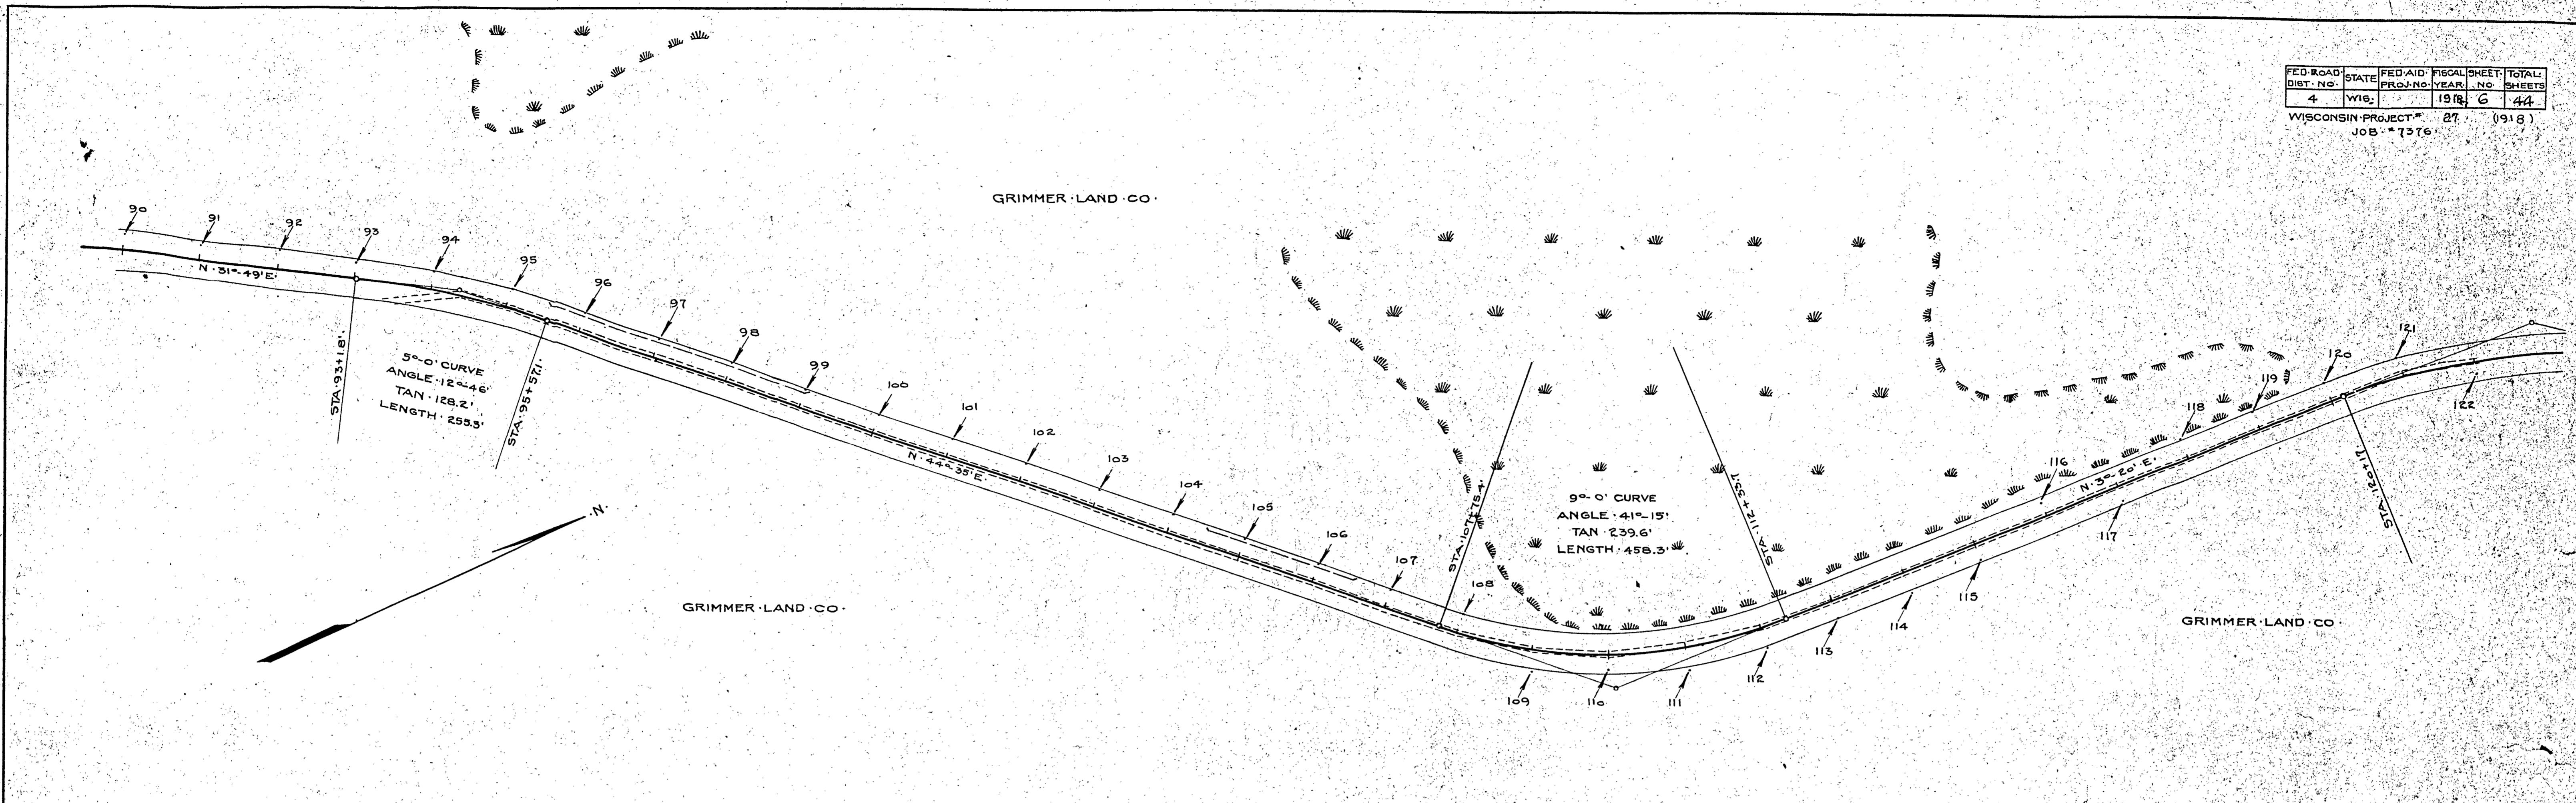 FED·ROAD· DIST·NO· STATE FED·AID· PROJ·NO· FISCAL YEAR· SHEET· NO· TOTAL· SHEETS
4 WIS· 1918 6 44
WISCONSIN·PROJECT·# 27 (1918)
JOB·#7376
GRIMMER·LAND·CO·
90
91
92
93
94
95
96
97
98
99
100
101
102
103
104
105
106
107
108
109
110
111
112
113
114
115
116
117
118
119
120
121
122
N·31°-49'E·
STA·93+1.8'
5°-0' CURVE
ANGLE·12°-46'
TAN·128.2'
LENGTH·255.3'
STA·95+57.1'
N·44°-35'E·
·N·
GRIMMER·LAND·CO·
STA·107+75.4'
9°-0' CURVE
ANGLE·41°-15'
TAN·239.6'
LENGTH·458.3'
STA·112+33.7
N·3°-20'E·
STA·120+17
GRIMMER·LAND·CO·